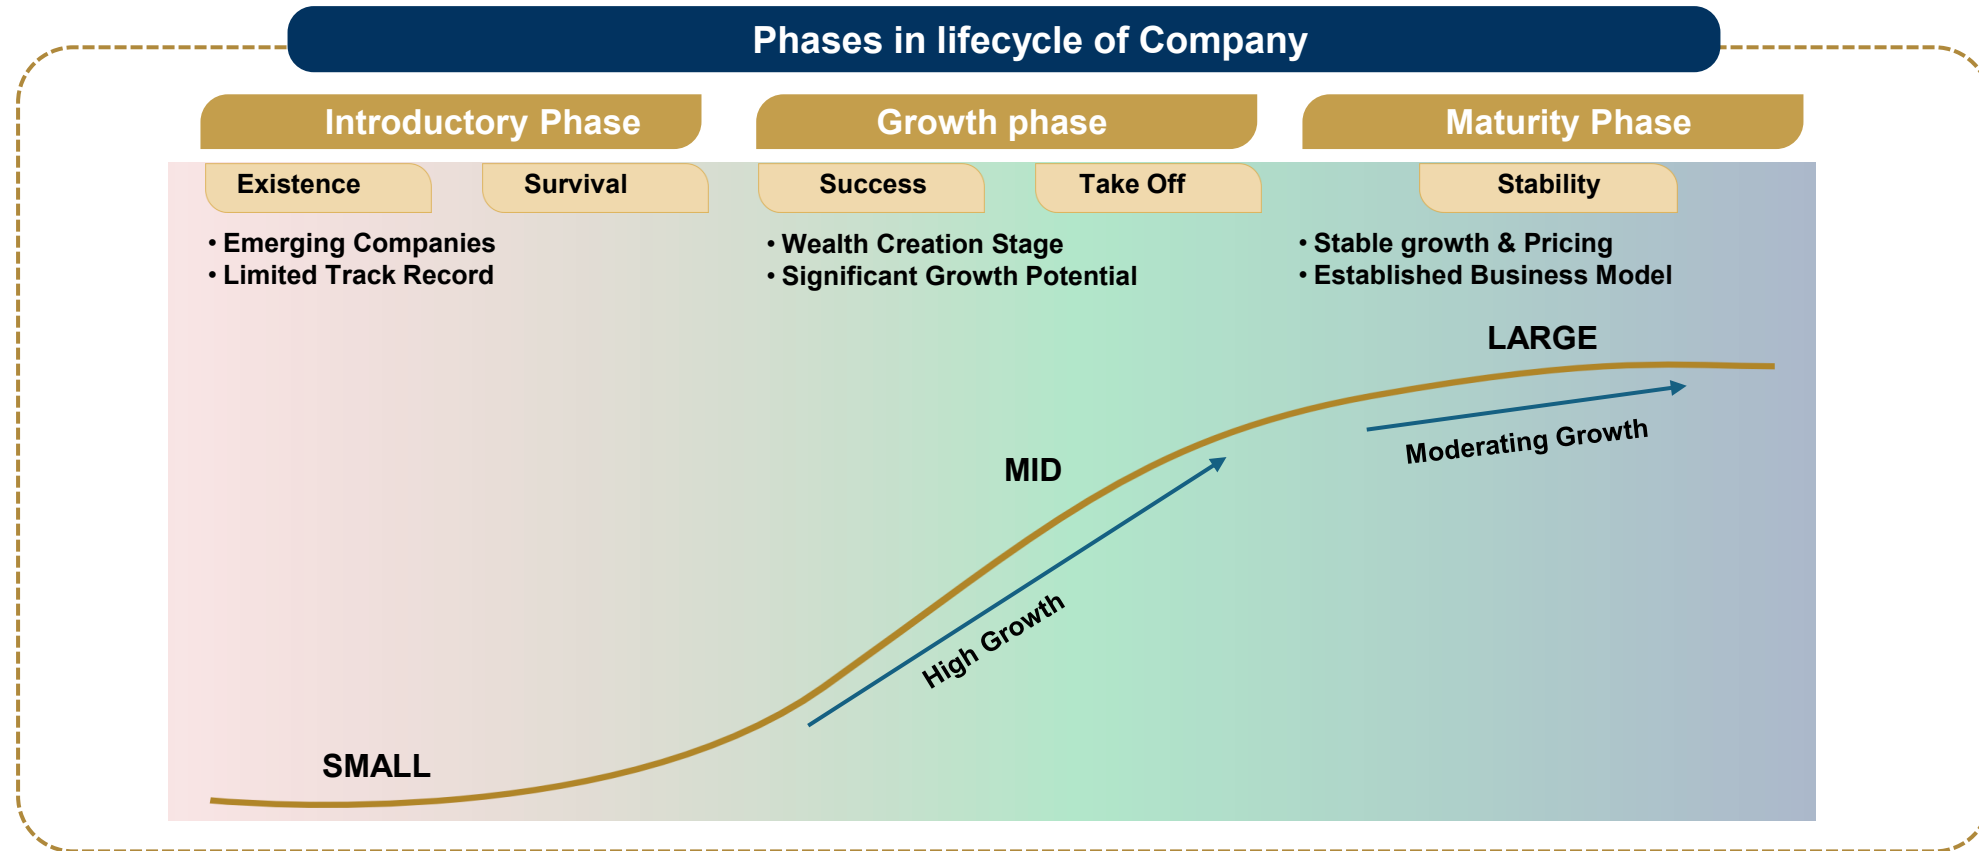 Phases in lifecycle of Company
Introductory Phase
Growth phase
Maturity Phase
Existence
Survival
Success
Take Off
Stability
• Emerging Companies
• Limited Track Record
• Wealth Creation Stage
• Significant Growth Potential
• Stable growth & Pricing
• Established Business Model
LARGE
Moderating Growth
MID
High Growth
SMALL